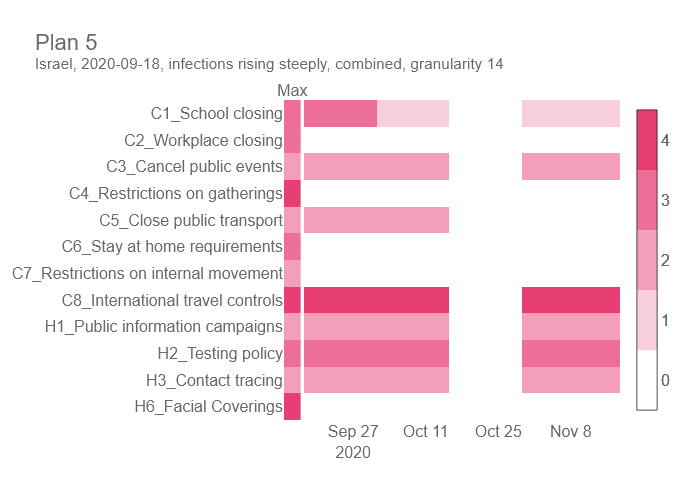 Plan 5
Israel, 2020-09-18, infections rising steeply, combined, granularity 14
Max
C1_School closing
C2_Workplace closing
C3_Cancel public events
C4_Restrictions on gatherings
C5_Close public transport
C6_Stay at home requirements
C7_Restrictions on internal movement
C8_International travel controls
H1_Public information campaigns
H2_Testing policy
H3_Contact tracing
H6_Facial Coverings
4
3
2
1
0
Sep 27 Oct 11 Oct 25 Nov 8
2020